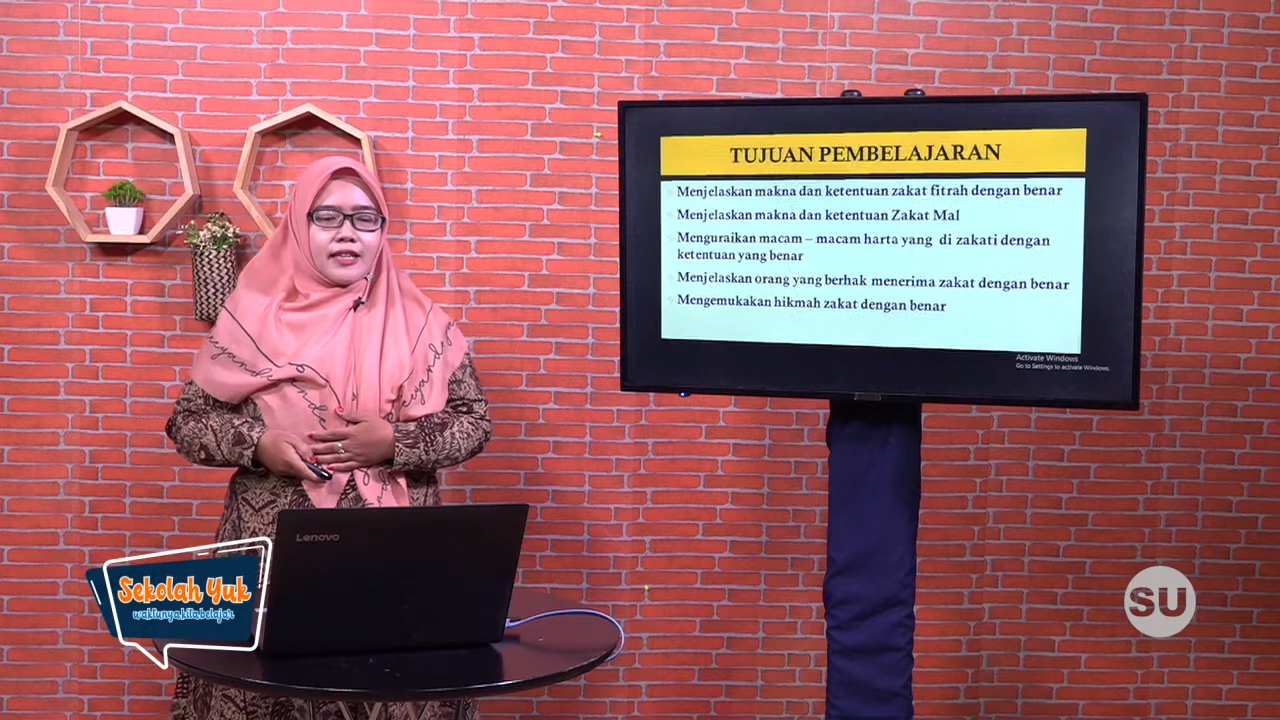 TUJUAN PEMBELAJARAN
Menjelaskan makna dan ketentuan zakat fitrah dengan benar
Menjelaskan makna dan ketentuan Zakat Mal
Menguraikan macam – macam harta yang di zakati dengan
ketentuan yang benar
Menjelaskan orang yang berhak menerima zakat dengan benar
Mengemukakan hikmah zakat dengan benar
Activate Windows
Go to Settings to activate Windows.
Lenovo
Sekolah Yuk
waktunya kita belajar
SU